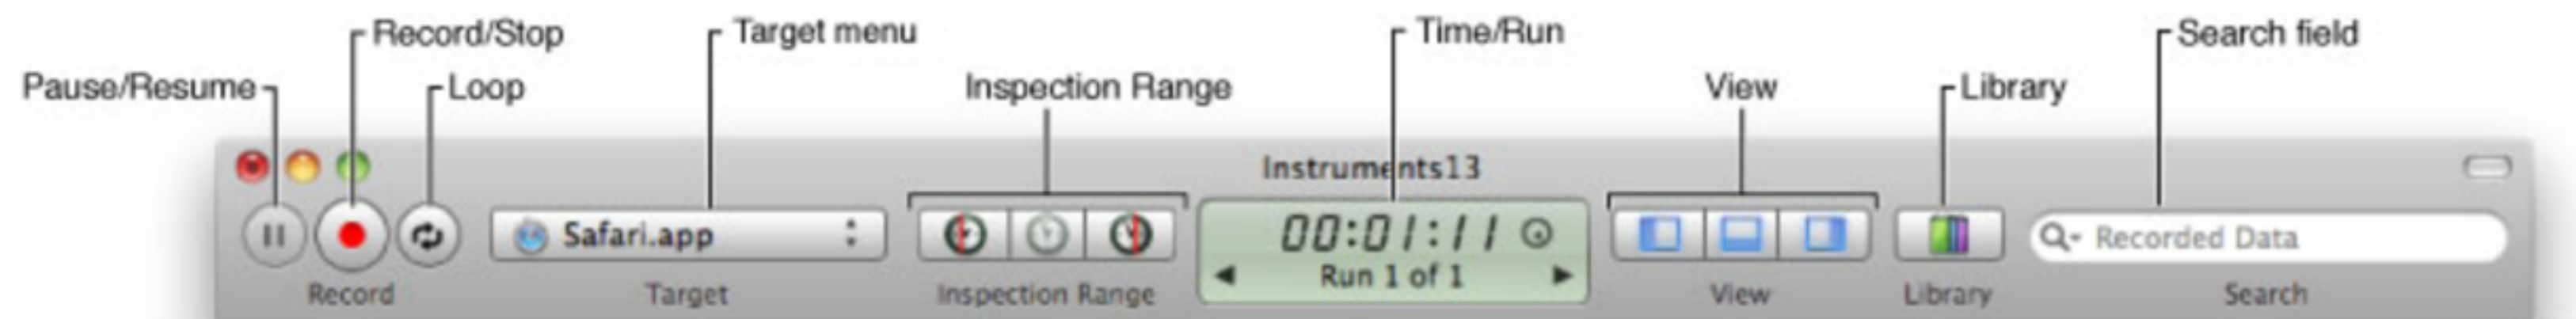 Record/Stop
Target menu
Time/Run
Search field
Pause/Resume
Loop
Inspection Range
View
Library
Instruments13
Safari.app
00:01:11
Recorded Data
Run 1 of 1
Record
Target
Inspection Range
View
Library
Search